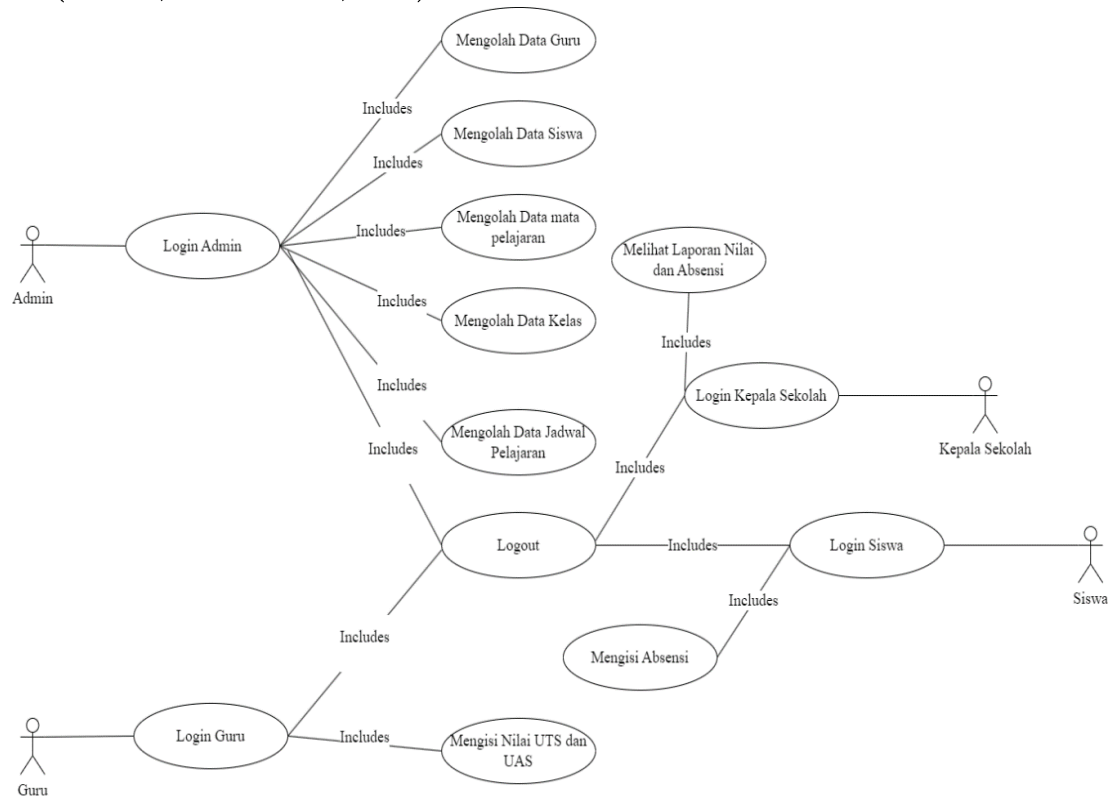 Mengolah Data Guru
Includes
Mengolah Data Siswa
Includes
Mengolah Data mata
pelajaran
Includes
Login Admin
Admin
Includes
Mengolah Data Kelas
Includes
Mengolah Data Jadwal
Pelajaran
Includes
Melihat Laporan Nilai
dan Absensi
Includes
Login Kepala Sekolah
Kepala Sekolah
Includes
Logout
Includes
Login Siswa
Siswa
Includes
Mengisi Absensi
Includes
Login Guru
Guru
Includes
Mengisi Nilai UTS dan
UAS